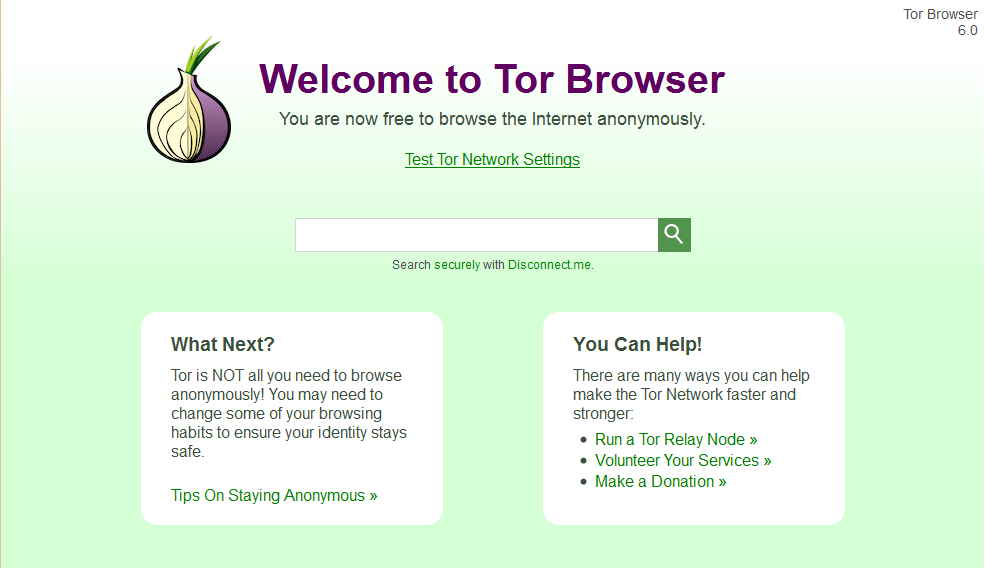 Tor Browser
6.0
Welcome to Tor Browser
You are now free to browse the Internet anonymously.
Test Tor Network Settings
Search securely with Disconnect.me.
What Next?
Tor is NOT all you need to browse
anonymously! You may need to
change some of your browsing
habits to ensure your identity stays
safe.
Tips On Staying Anonymous »
You Can Help!
There are many ways you can help
make the Tor Network faster and
stronger:
Run a Tor Relay Node »
Volunteer Your Services »
Make a Donation »